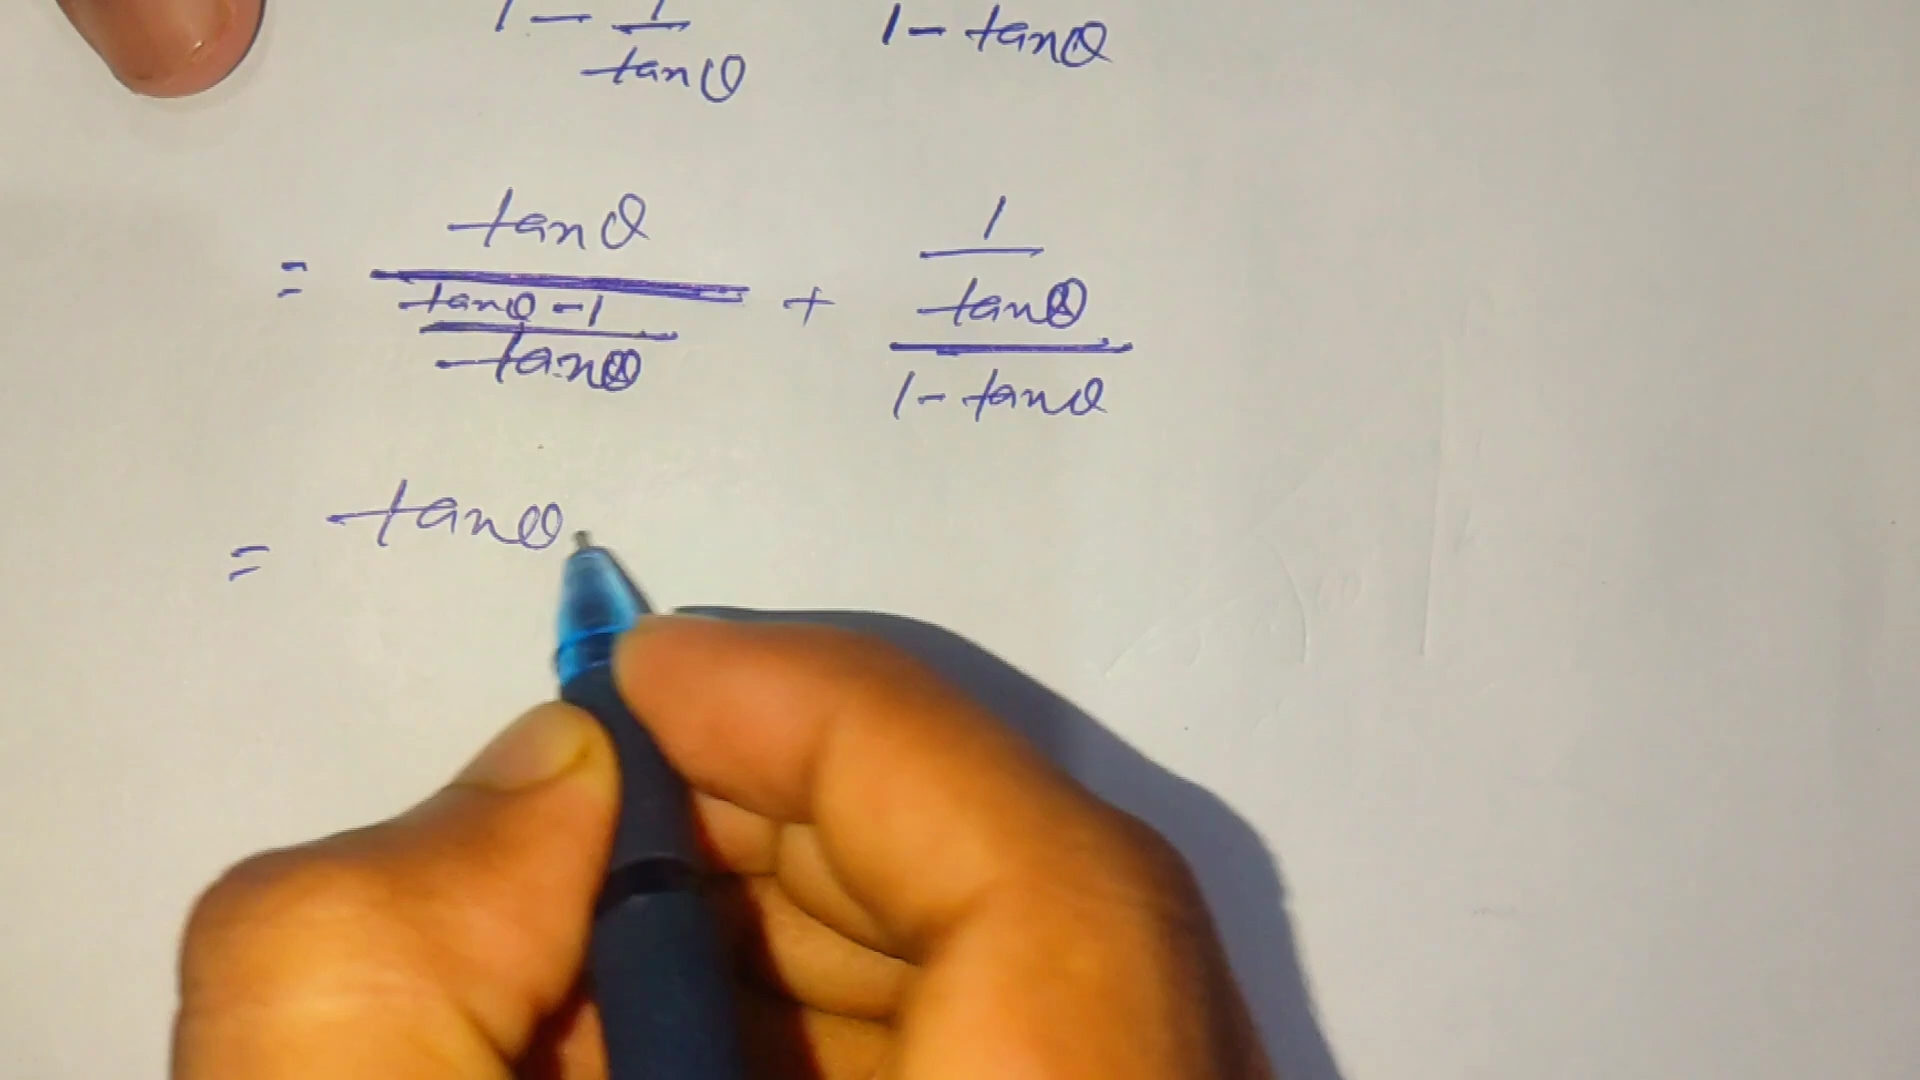 1 - 1/tanθ    1 - tanθ
= tanθ/((tanθ - 1)/tanθ) + (1/tanθ)/(1 - tanθ)
= tanθ